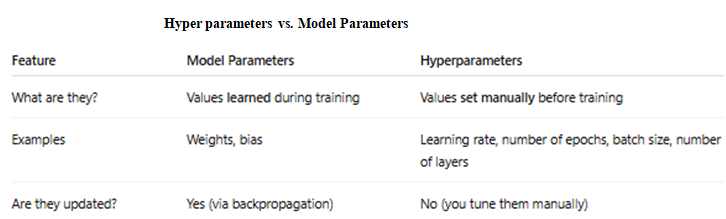 Hyper parameters vs. Model Parameters
Feature Model Parameters Hyperparameters
What are they? Values learned during training Values set manually before training
Examples Weights, bias Learning rate, number of epochs, batch size, number
of layers
Are they updated? Yes (via backpropagation) No (you tune them manually)